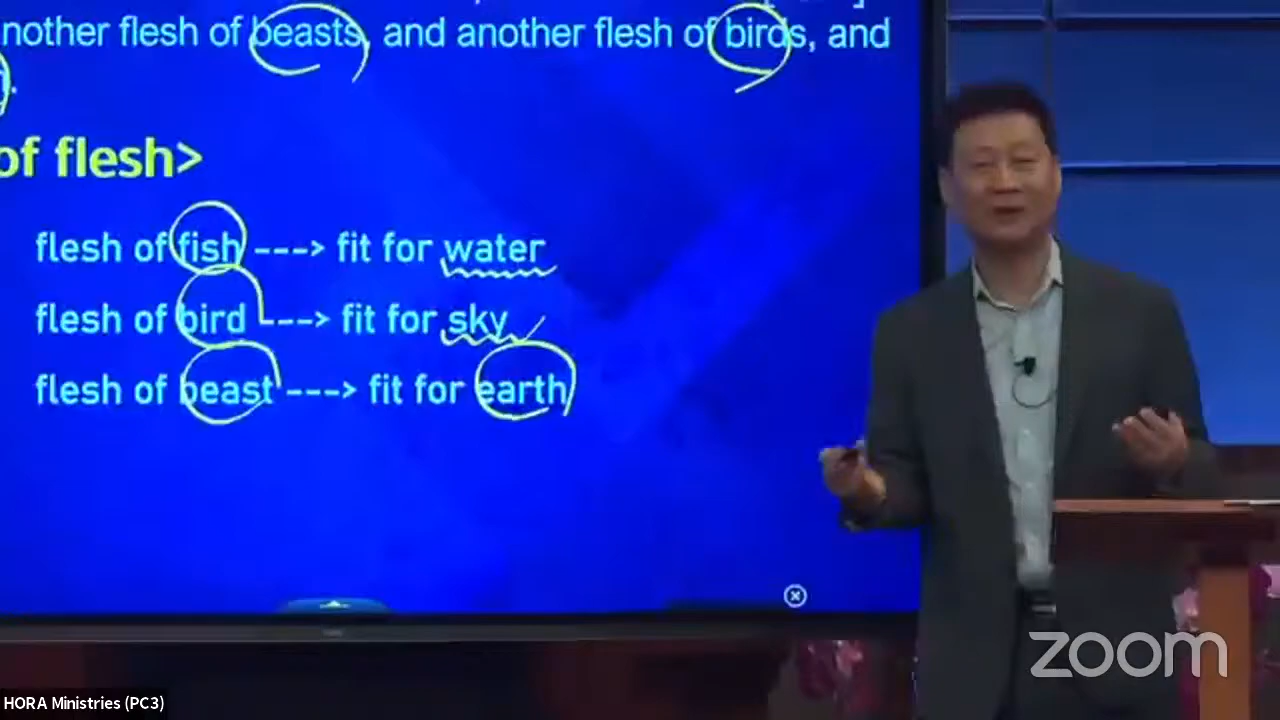 nother flesh of beasts, and another flesh of birds, and
of flesh>
flesh of fish ---> fit for water
flesh of bird ---> fit for sky
flesh of beast ---> fit for earth
zoom
HORA Ministries (PC3)